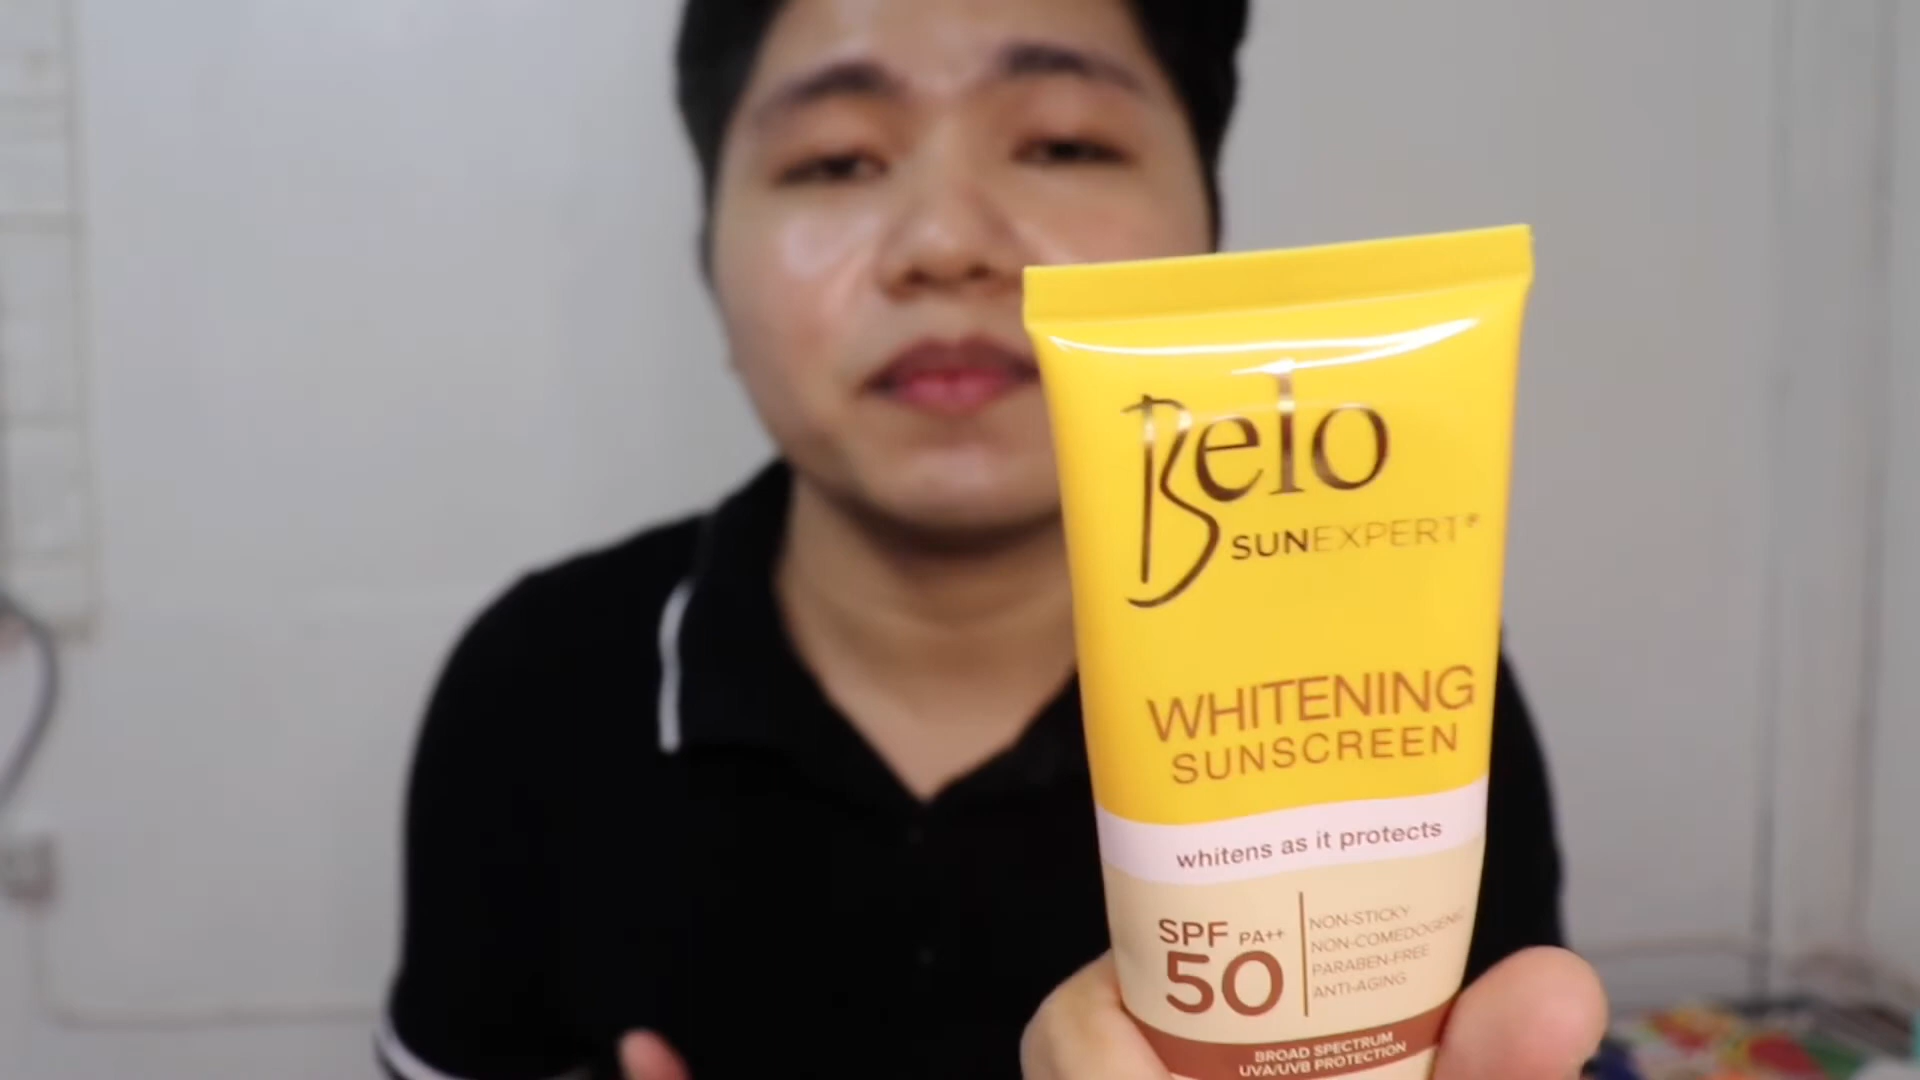 Belo
SUNEXPERT®
WHITENING
SUNSCREEN
whitens as it protects
SPF PA++
50
NON-STICKY
NON-COMEDOGENIC
PARABEN-FREE
ANTI-AGING
BROAD SPECTRUM
UVA/UVB PROTECTION